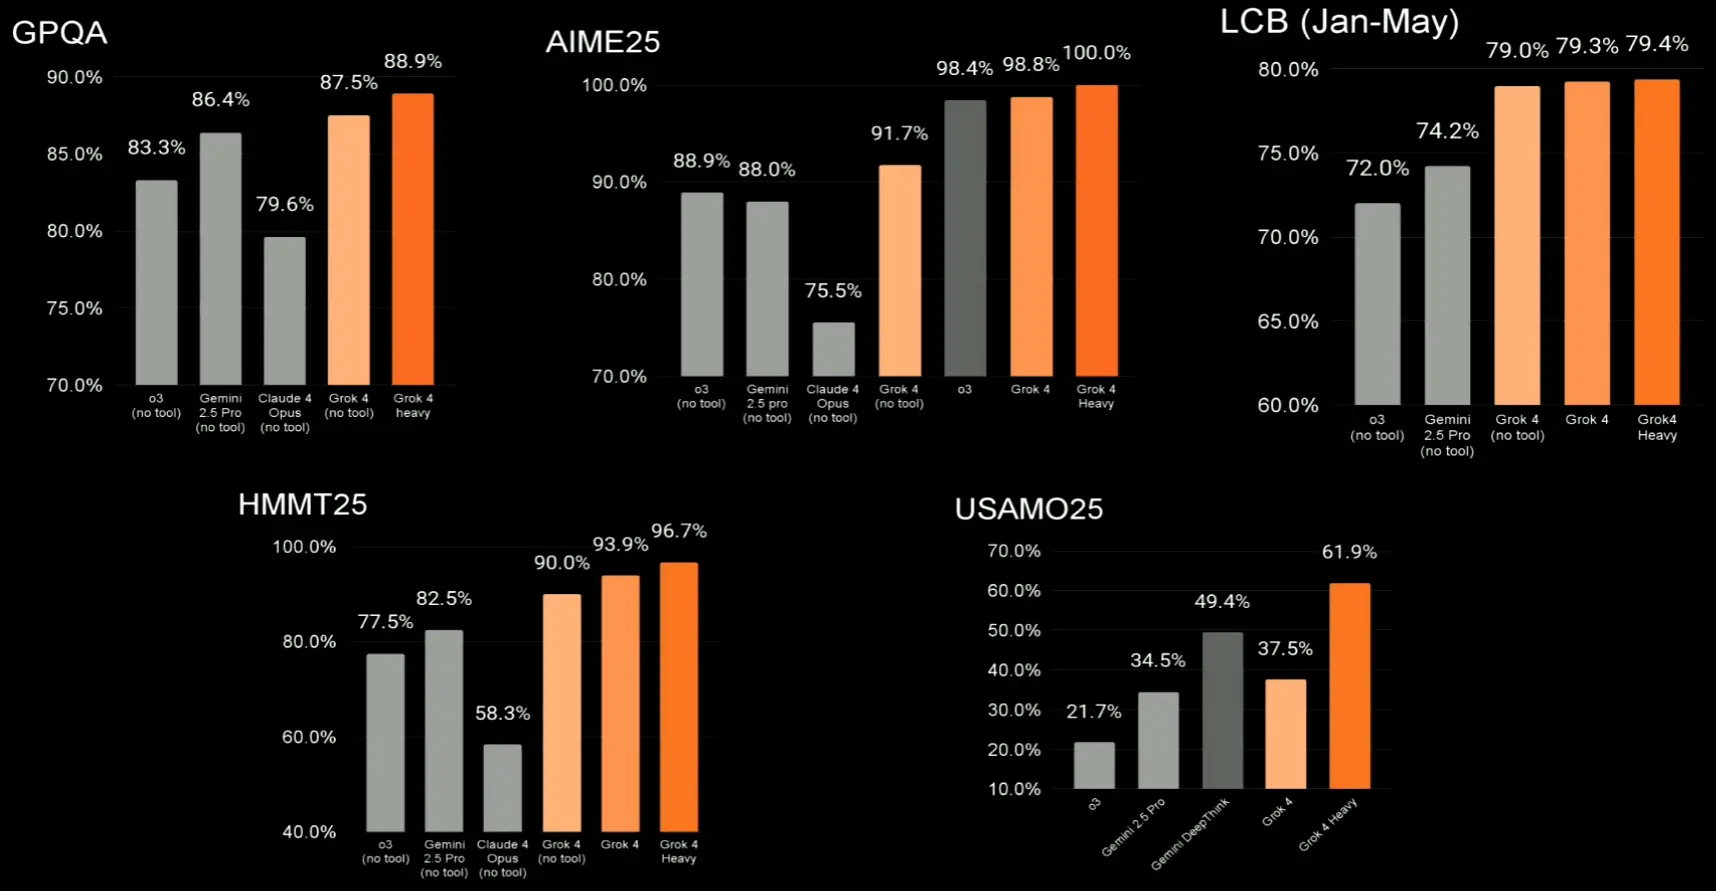 GPQA
90.0%
85.0%
80.0%
75.0%
70.0%
83.3%
86.4%
79.6%
87.5%
88.9%
o3
(no tool)
Gemini
2.5 Pro
(no tool)
Claude 4
Opus
(no tool)
Grok 4
(no tool)
Grok 4
heavy
AIME25
100.0%
90.0%
80.0%
70.0%
88.9%
88.0%
75.5%
91.7%
98.4%
98.8%
100.0%
o3
(no tool)
Gemini
2.5 pro
(no tool)
Claude 4
Opus
(no tool)
Grok 4
(no tool)
o3
Grok 4
Grok 4
Heavy
LCB (Jan-May)
80.0%
75.0%
70.0%
65.0%
60.0%
72.0%
74.2%
79.0%
79.3%
79.4%
o3
(no tool)
Gemini
2.5 Pro
(no tool)
Grok 4
(no tool)
Grok 4
Grok4
Heavy
HMMT25
100.0%
80.0%
60.0%
40.0%
77.5%
82.5%
58.3%
90.0%
93.9%
96.7%
o3
(no tool)
Gemini
2.5 Pro
(no tool)
Claude 4
Opus
(no tool)
Grok 4
(no tool)
Grok 4
Grok 4
Heavy
USAMO25
70.0%
60.0%
50.0%
40.0%
30.0%
20.0%
10.0%
21.7%
34.5%
49.4%
37.5%
61.9%
o3
Gemini 2.5 Pro
Gemini DeepThink
Grok 4
Grok 4 Heavy